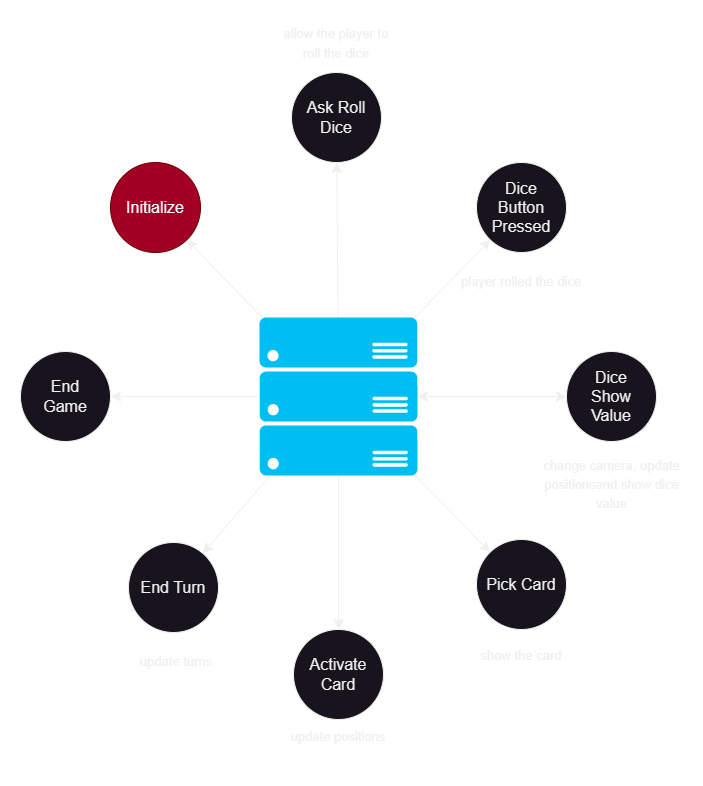 allow the player to
roll the dice
Ask Roll
Dice
Initialize
Dice
Button
Pressed
player rolled the dice
End
Game
Dice
Show
Value
change camera, update
positionsand show dice
value
End Turn
update turns
Pick Card
show the card
Activate
Card
update positions